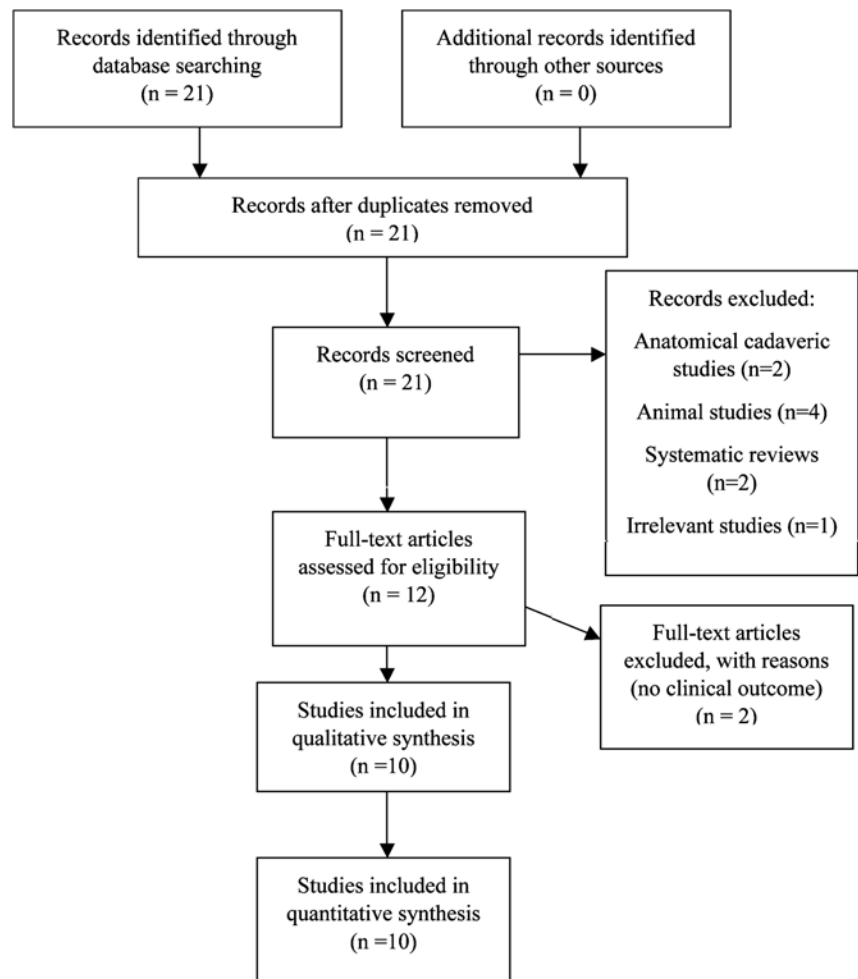 Records identified through
database searching
(n = 21)
Additional records identified
through other sources
(n = 0)
Records after duplicates removed
(n = 21)
Records screened
(n = 21)
Records excluded:
Anatomical cadaveric
studies (n=2)
Animal studies (n=4)
Systematic reviews
(n=2)
Irrelevant studies (n=1)
Full-text articles
assessed for eligibility
(n = 12)
Full-text articles
excluded, with reasons
(no clinical outcome)
(n = 2)
Studies included in
qualitative synthesis
(n =10)
Studies included in
quantitative synthesis
(n =10)